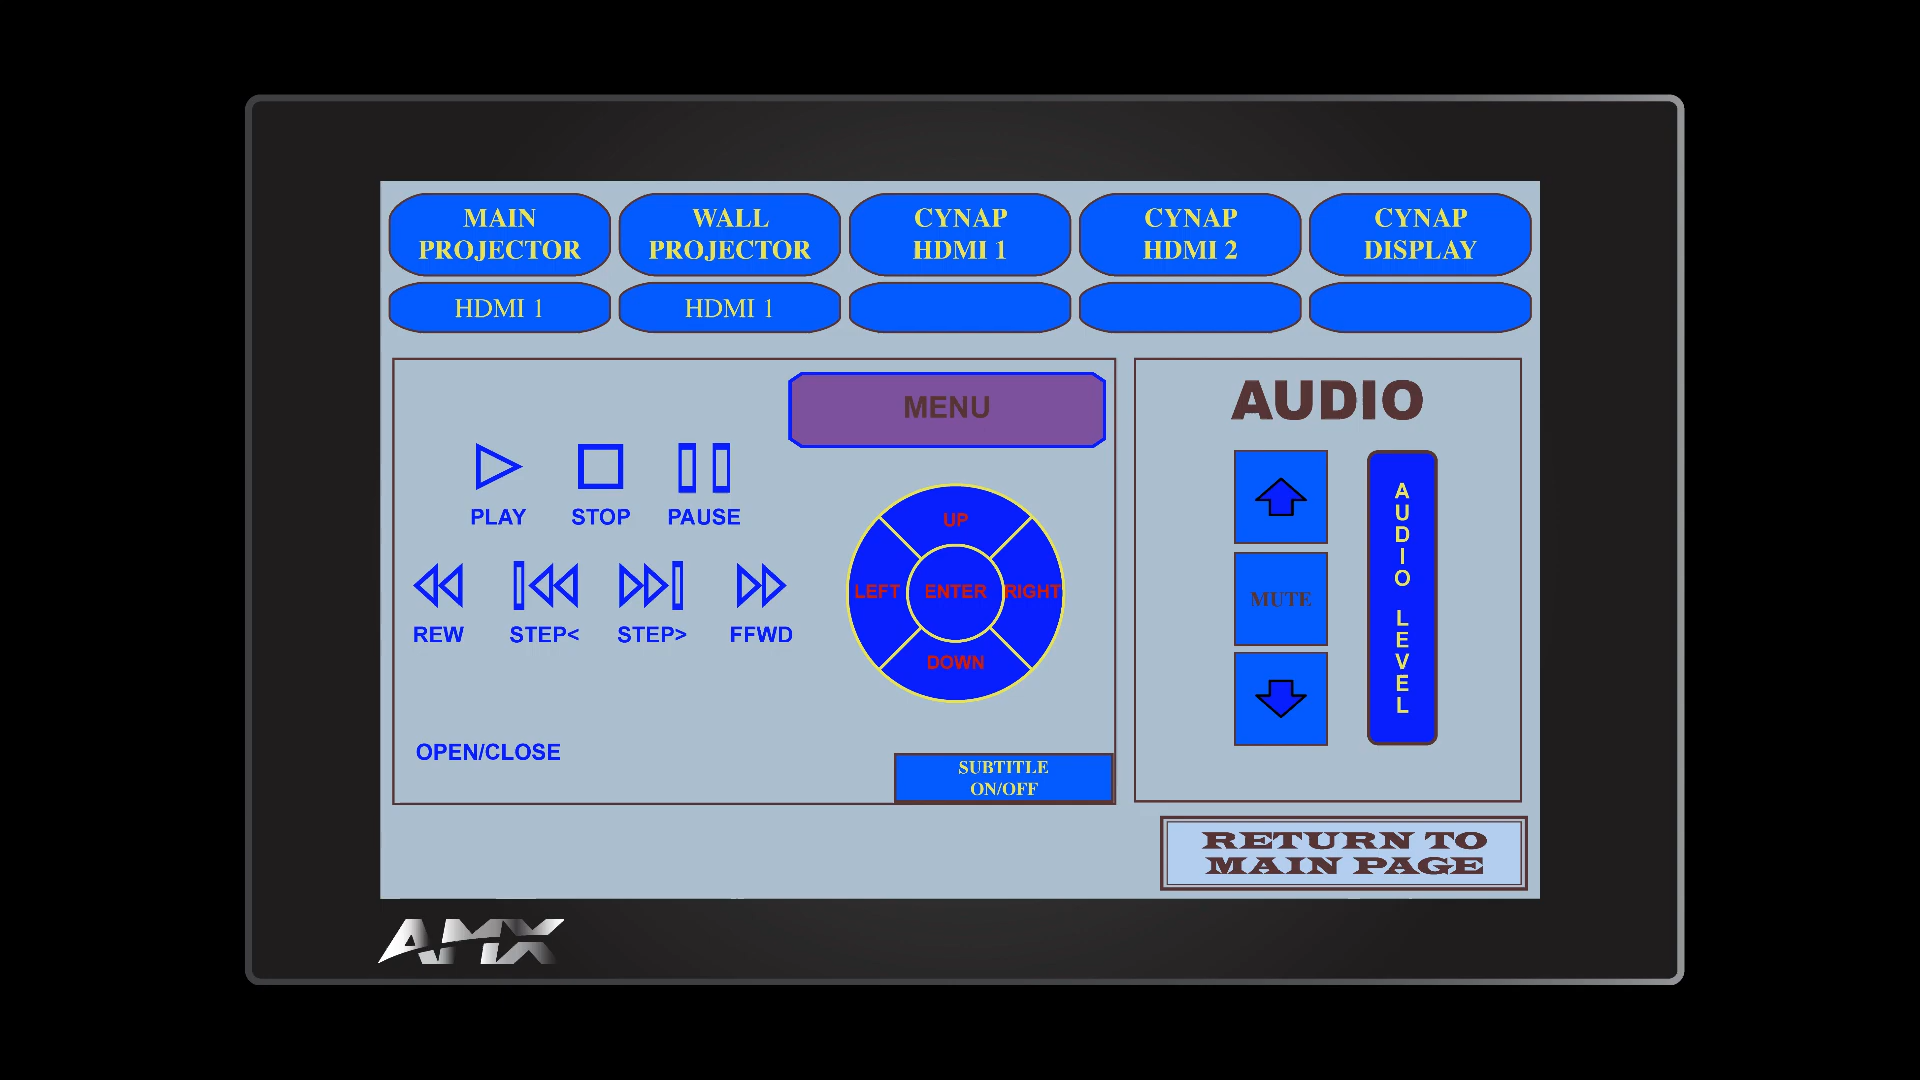 MAIN
PROJECTOR
WALL
PROJECTOR
CYNAP
HDMI 1
CYNAP
HDMI 2
CYNAP
DISPLAY
HDMI 1
HDMI 1
MENU
PLAY
STOP
PAUSE
REW
STEP<
STEP>
FFWD
UP
LEFT
ENTER
RIGHT
DOWN
OPEN/CLOSE
SUBTITLE
ON/OFF
AUDIO
MUTE
AUDIO LEVEL
RETURN TO
MAIN PAGE
AMX